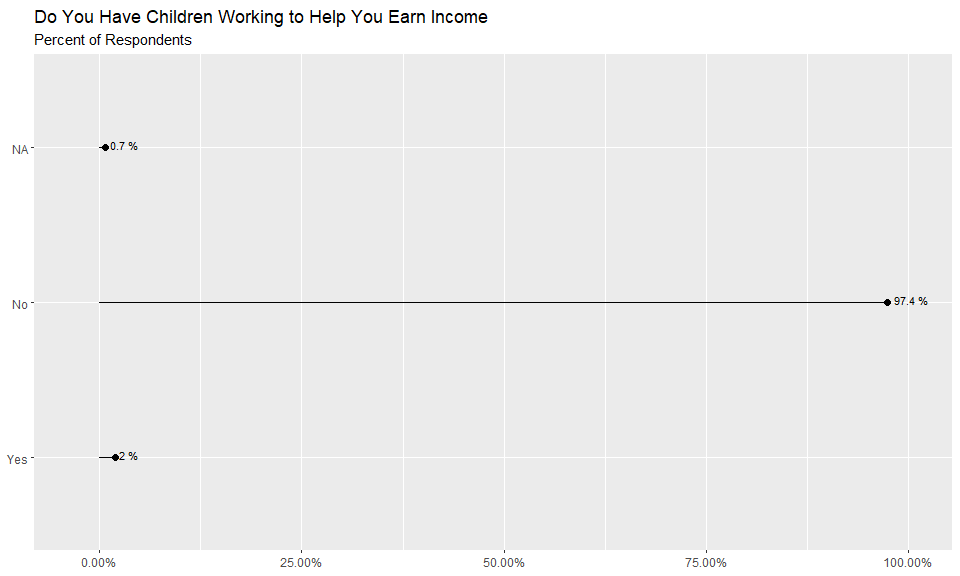 Do You Have Children Working to Help You Earn Income
Percent of Respondents
NA
0.7 %
No
97.4 %
Yes
2 %
0.00%
25.00%
50.00%
75.00%
100.00%